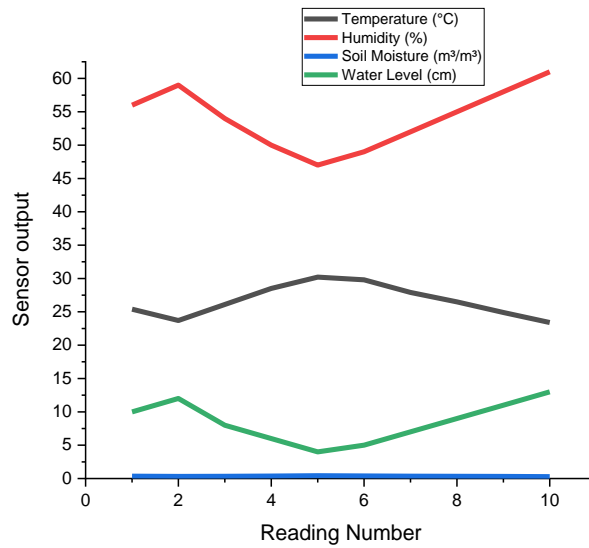 Temperature (°C)
Humidity (%)
Soil Moisture (m³/m³)
Water Level (cm)
60
55
50
45
40
35
30
25
20
15
10
5
0
Sensor output
0 2 4 6 8 10
Reading Number